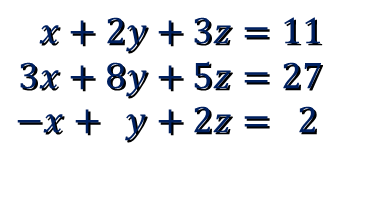 x + 2y + 3z = 11
3x + 8y + 5z = 27
−x + y + 2z = 2